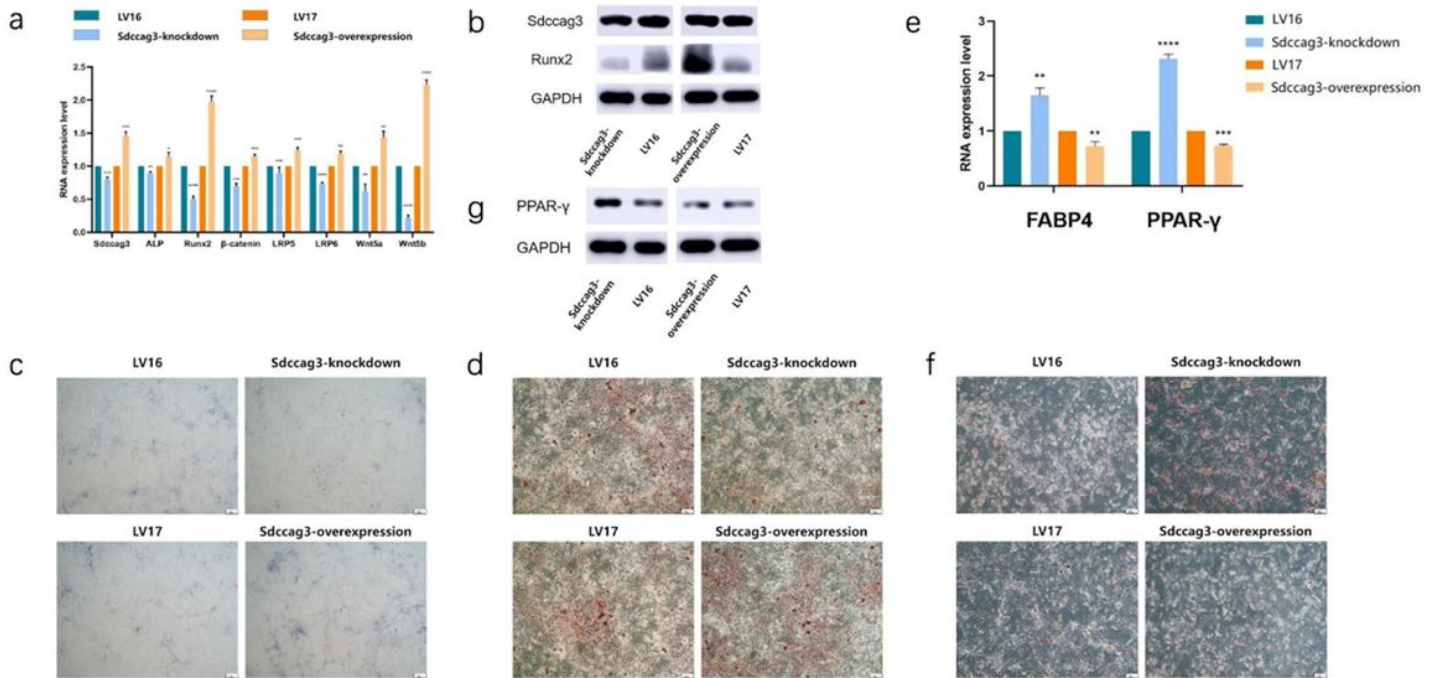 a
LV16
LV17
Sdccag3-knockdown
Sdccag3-overexpression
RNA expression level
2.5
2.0
1.5
1.0
0.5
0.0
Sdccag3 ALP Runx2 β-catenin LRP5 LRP6 Wnt5a Wnt5b
b
Sdccag3
Runx2
GAPDH
Sdccag3-
knockdown
LV16
Sdccag3-
overexpression
LV17
g
PPAR-γ
GAPDH
Sdccag3-
knockdown
LV16
Sdccag3-
overexpression
LV17
e
RNA expression level
3
2
1
0
** **** ** ***
FABP4 PPAR-γ
LV16
Sdccag3-knockdown
LV17
Sdccag3-overexpression
c
LV16 Sdccag3-knockdown
LV17 Sdccag3-overexpression
d
LV16 Sdccag3-knockdown
LV17 Sdccag3-overexpression
f
LV16 Sdccag3-knockdown
LV17 Sdccag3-overexpression